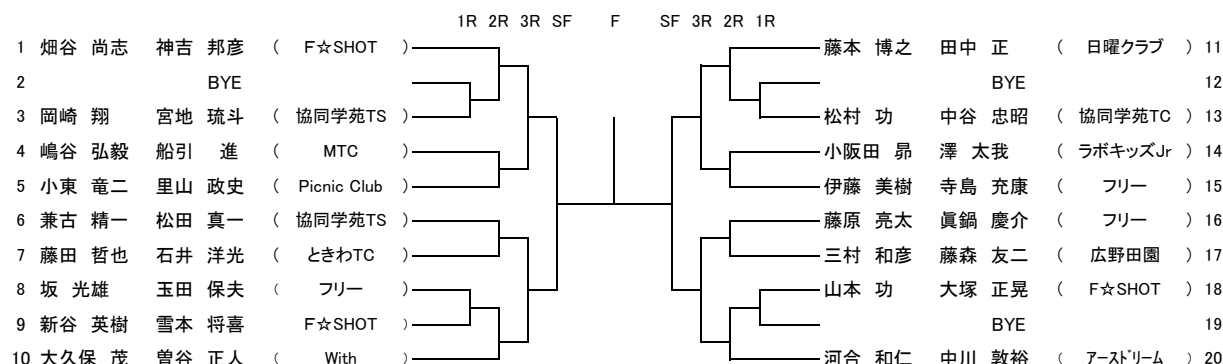 1R 2R 3R SF F SF 3R 2R 1R
1 畑谷 尚志 神吉 邦彦 ( F☆SHOT ) 藤本 博之 田中 正 ( 日曜クラブ ) 11
2 BYE BYE 12
3 岡崎 翔 宮地 琉斗 ( 協同学苑TS ) 松村 功 中谷 忠昭 ( 協同学苑TC ) 13
4 嶋谷 弘毅 船引 進 ( MTC ) 小阪田 昴 澤 太我 ( ラボキッズJr ) 14
5 小東 竜二 里山 政史 ( Picnic Club ) 伊藤 美樹 寺島 充康 ( フリー ) 15
6 兼古 精一 松田 真一 ( 協同学苑TS ) 藤原 亮太 眞鍋 慶介 ( フリー ) 16
7 藤田 哲也 石井 洋光 ( ときわTC ) 三村 和彦 藤森 友二 ( 広野田園 ) 17
8 坂 光雄 玉田 保夫 ( フリー ) 山本 功 大塚 正晃 ( F☆SHOT ) 18
9 新谷 英樹 雪本 将喜 ( F☆SHOT ) BYE 19
10 大久保 茂 曽谷 正人 ( With ) 河合 和仁 中川 敦裕 ( アースドリーム ) 20